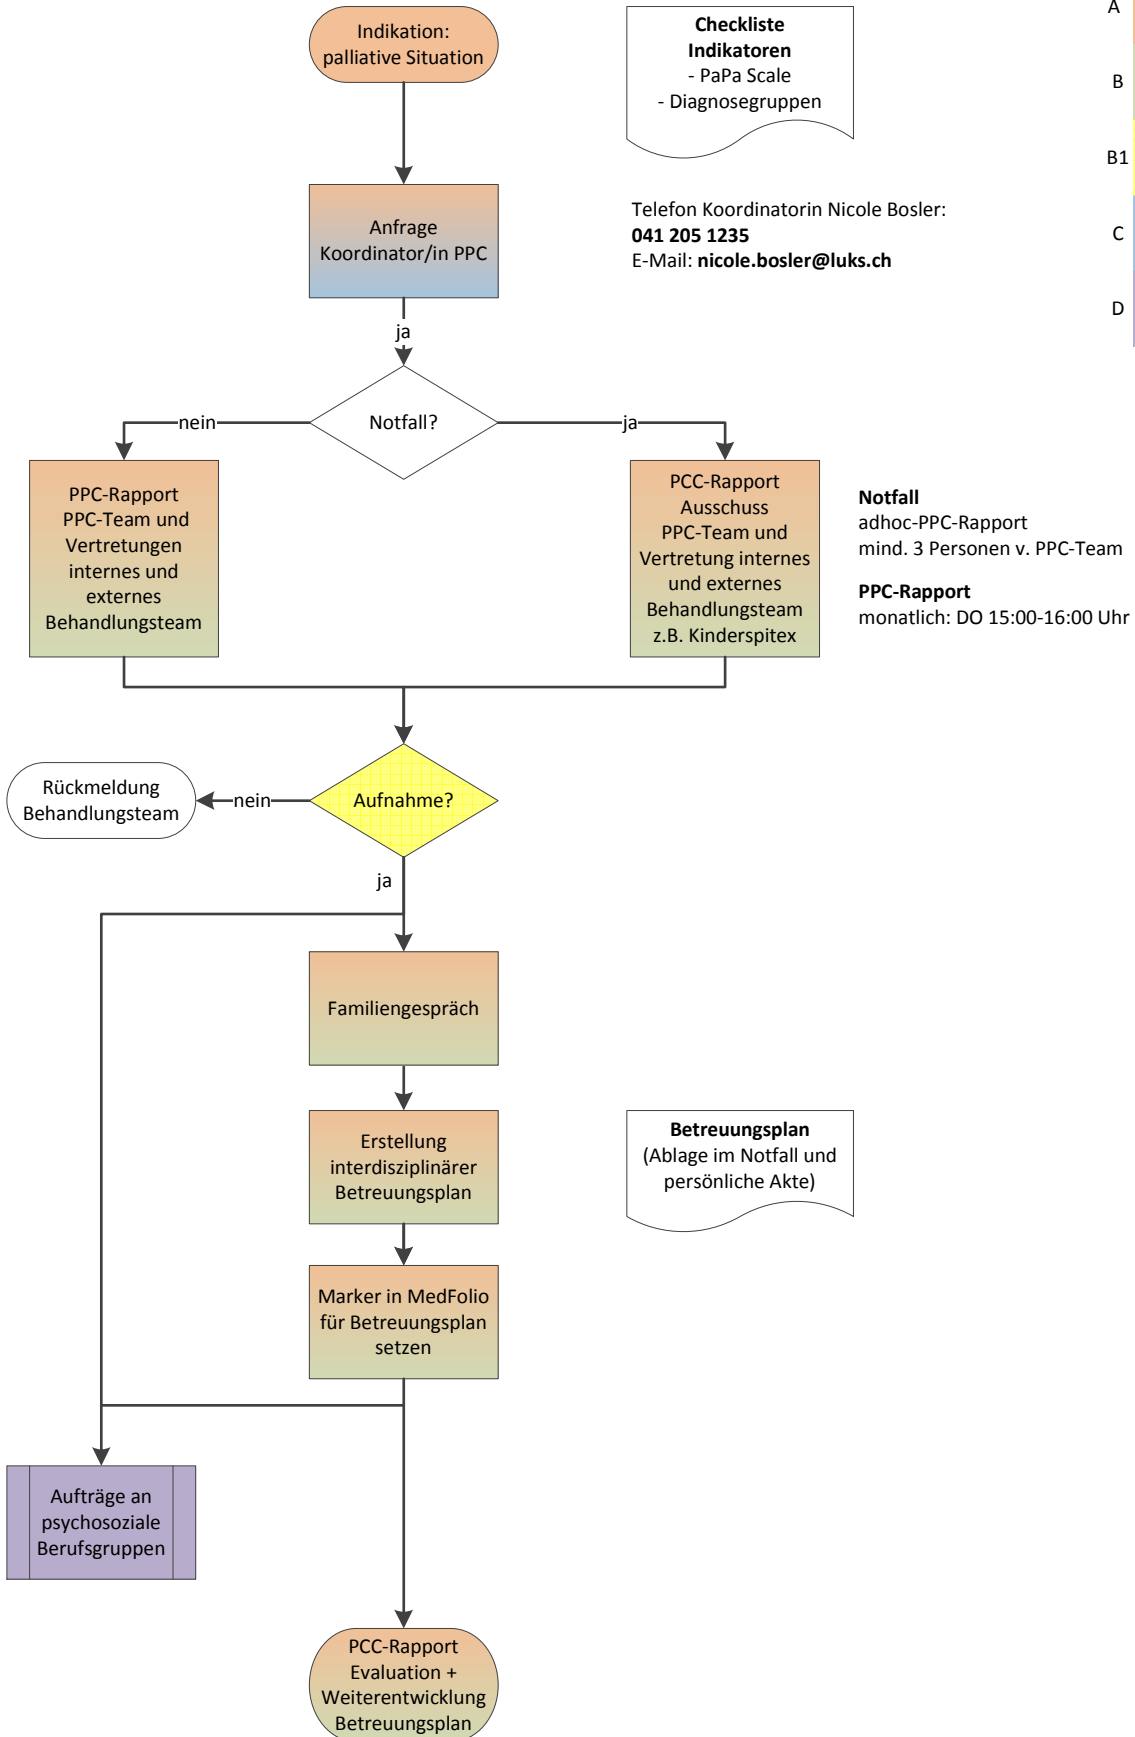 Indikation:
palliative Situation
Checkliste
Indikatoren
- PaPa Scale
- Diagnosegruppen
A
B
B1
C
D
Anfrage
Koordinator/in PPC
Telefon Koordinatorin Nicole Bosler:
041 205 1235
E-Mail: nicole.bosler@luks.ch
ja
Notfall?
nein
ja
PPC-Rapport
PPC-Team und
Vertretungen
internes und
externes
Behandlungsteam
PCC-Rapport
Ausschuss
PPC-Team und
Vertretung internes
und externes
Behandlungsteam
z.B. Kinderspitex
Notfall
adhoc-PPC-Rapport
mind. 3 Personen v. PPC-Team
PPC-Rapport
monatlich: DO 15:00-16:00 Uhr
Aufnahme?
nein
Rückmeldung
Behandlungsteam
ja
Familiengespräch
Erstellung
interdisziplinärer
Betreuungsplan
Betreuungsplan
(Ablage im Notfall und
persönliche Akte)
Marker in MedFolio
für Betreuungsplan
setzen
Aufträge an
psychosoziale
Berufsgruppen
PCC-Rapport
Evaluation +
Weiterentwicklung
Betreuungsplan